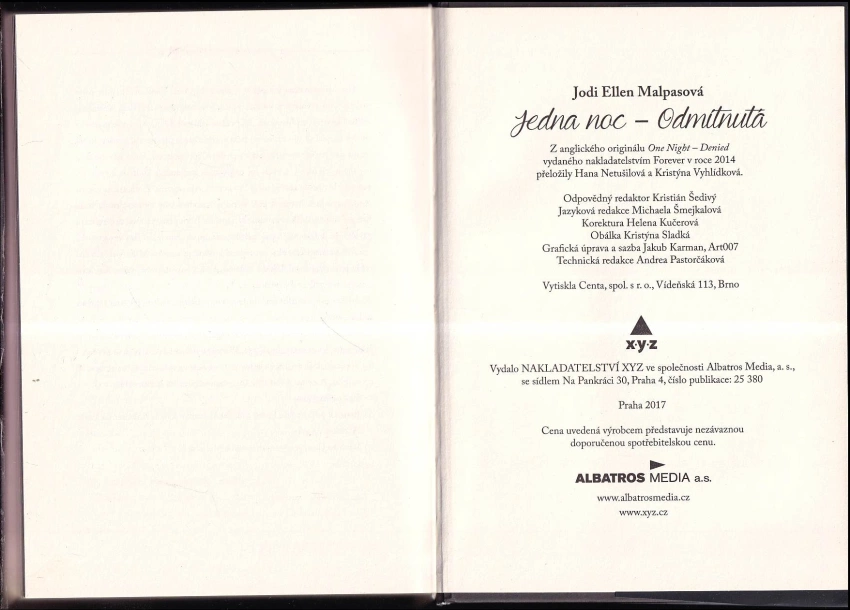 Jodi Ellen Malpasová
Jedna noc – Odmítnutá
Z anglického originálu One Night – Denied
vydaného nakladatelstvím Forever v roce 2014
přeložily Hana Netušilová a Kristýna Vyhlídková.
Odpovědný redaktor Kristián Šedivý
Jazyková redakce Michaela Šmejkalová
Korektura Helena Kučerová
Obálka Kristýna Sladká
Grafická úprava a sazba Jakub Karman, Art007
Technická redakce Andrea Pastorčáková
Vytiskla Centa, spol. s r. o., Vídeňská 113, Brno
x·y·z
Vydalo NAKLADATELSTVÍ XYZ ve společnosti Albatros Media, a. s.,
se sídlem Na Pankráci 30, Praha 4, číslo publikace: 25 380
Praha 2017
Cena uvedená výrobcem představuje nezávaznou
doporučenou spotřebitelskou cenu.
ALBATROS MEDIA a.s.
www.albatrosmedia.cz
www.xyz.cz